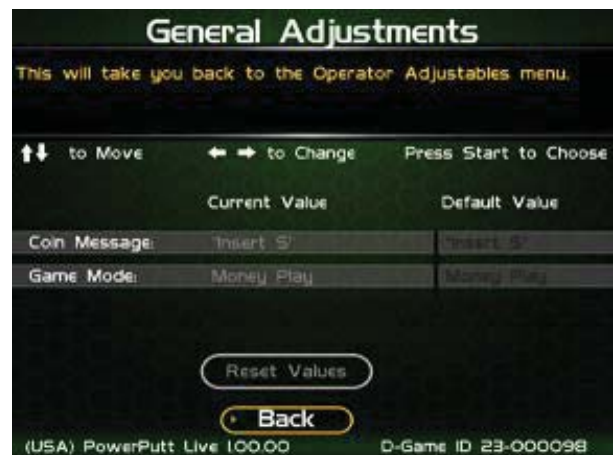 General Adjustments
This will take you back to the Operator Adjustables menu.
to Move to Change Press Start to Choose
Current Value Default Value
Coin Message: 'Insert $' 'Insert $'
Game Mode: Money Play Money Play
Reset Values
Back
(USA) PowerPutt Live 1.00.00 D-Game ID 23-000098